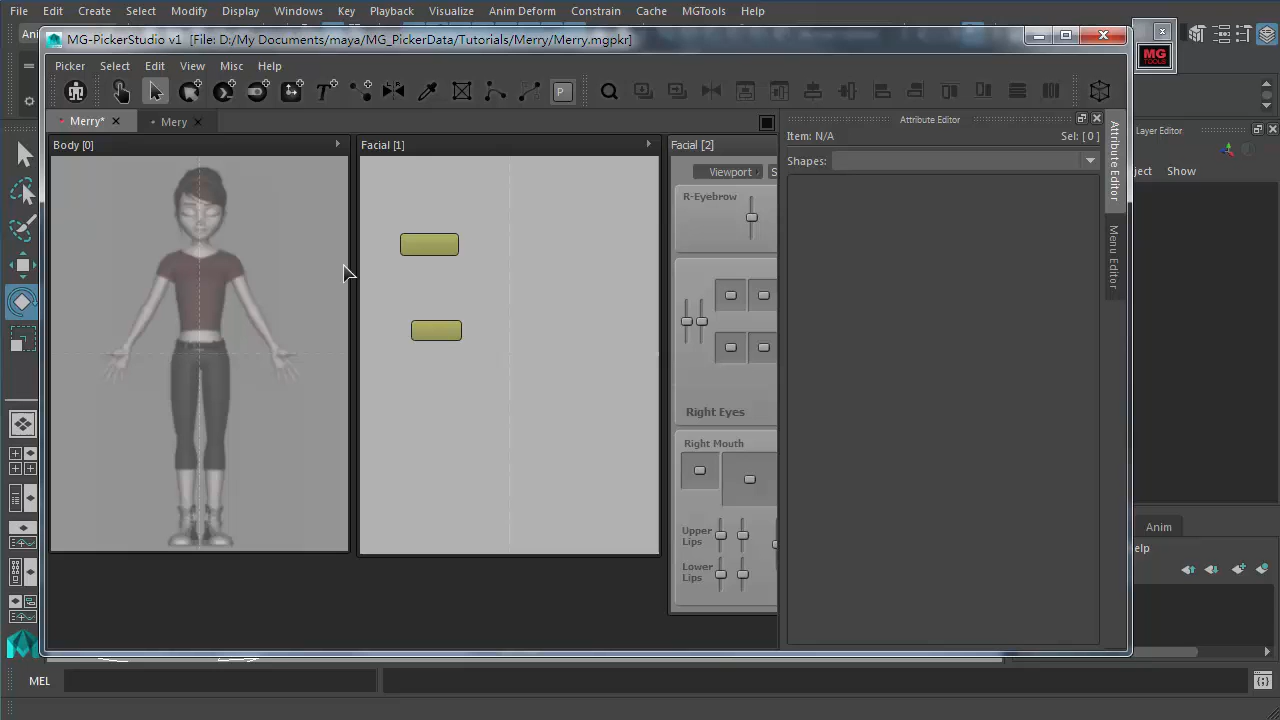 File Edit Create Select Modify Display Windows Key Playback Visualize Anim Deform Constrain Cache MGTools Help
MG-PickerStudio v1 [File: D:/My Documents/maya/MG_PickerData/Tutorials/Merry/Merry.mgpkr]
MG
TOOLS
Picker Select Edit View Misc Help
T P
Merry* Merry
Attribute Editor
Layer Editor
Item: N/A Sel: [ 0 ]
Body [0] Facial [1] Facial [2]
Shapes:
Show
Viewport
R-Eyebrow
Attribute Editor
Menu Editor
Right Eyes
Right Mouth
Upper
Lips
Lower
Lips
Anim
elp
MEL